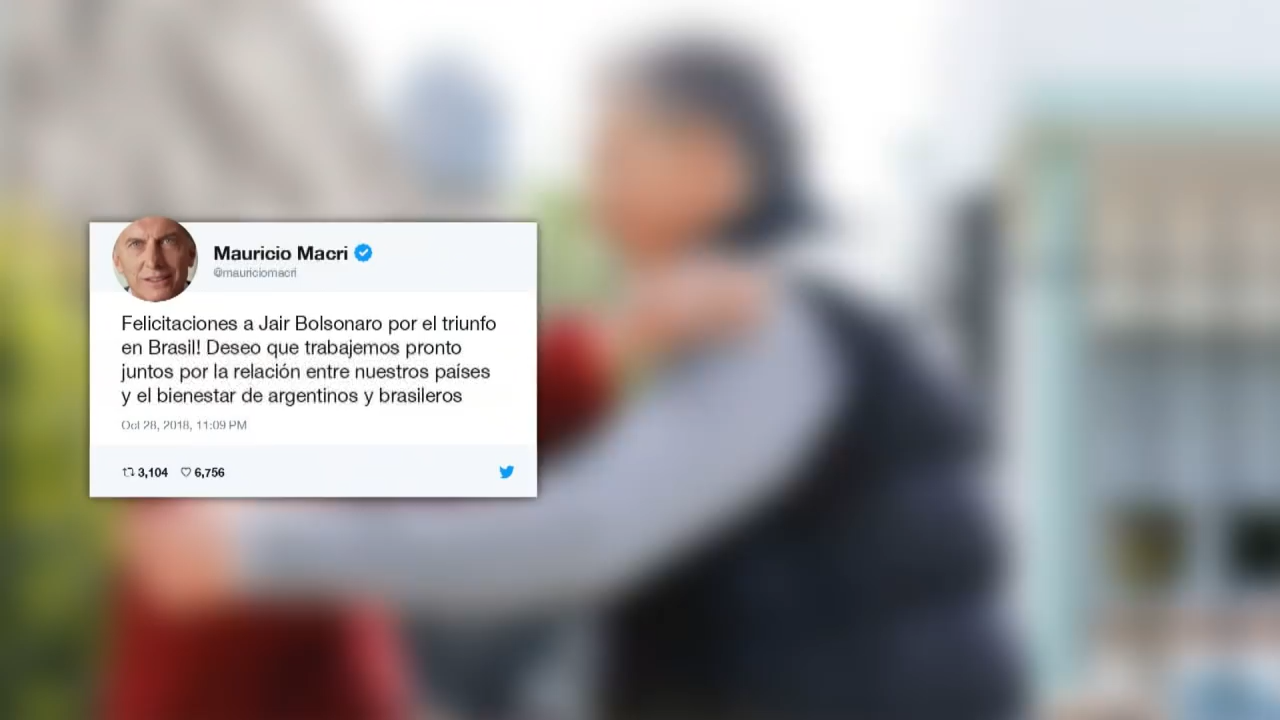 Mauricio Macri
@mauriciomacri
Felicitaciones a Jair Bolsonaro por el triunfo
en Brasil! Deseo que trabajemos pronto
juntos por la relación entre nuestros países
y el bienestar de argentinos y brasileros
Oct 28, 2018, 11:09 PM
3,104 6,756